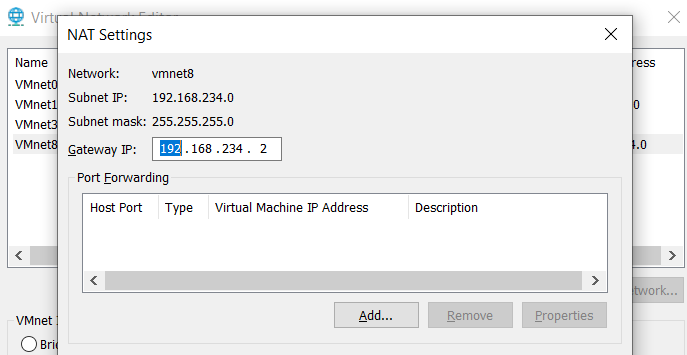 Virtual Network Editor
NAT Settings
Name
ress
VMnet0
VMnet1
.0
VMnet3
VMnet8
4.0
Network: vmnet8
Subnet IP: 192.168.234.0
Subnet mask: 255.255.255.0
Gateway IP: 192 . 168 . 234 . 2
Port Forwarding
Host Port Type Virtual Machine IP Address Description
Add... Remove Properties
etwork...
VMnet I
Bri